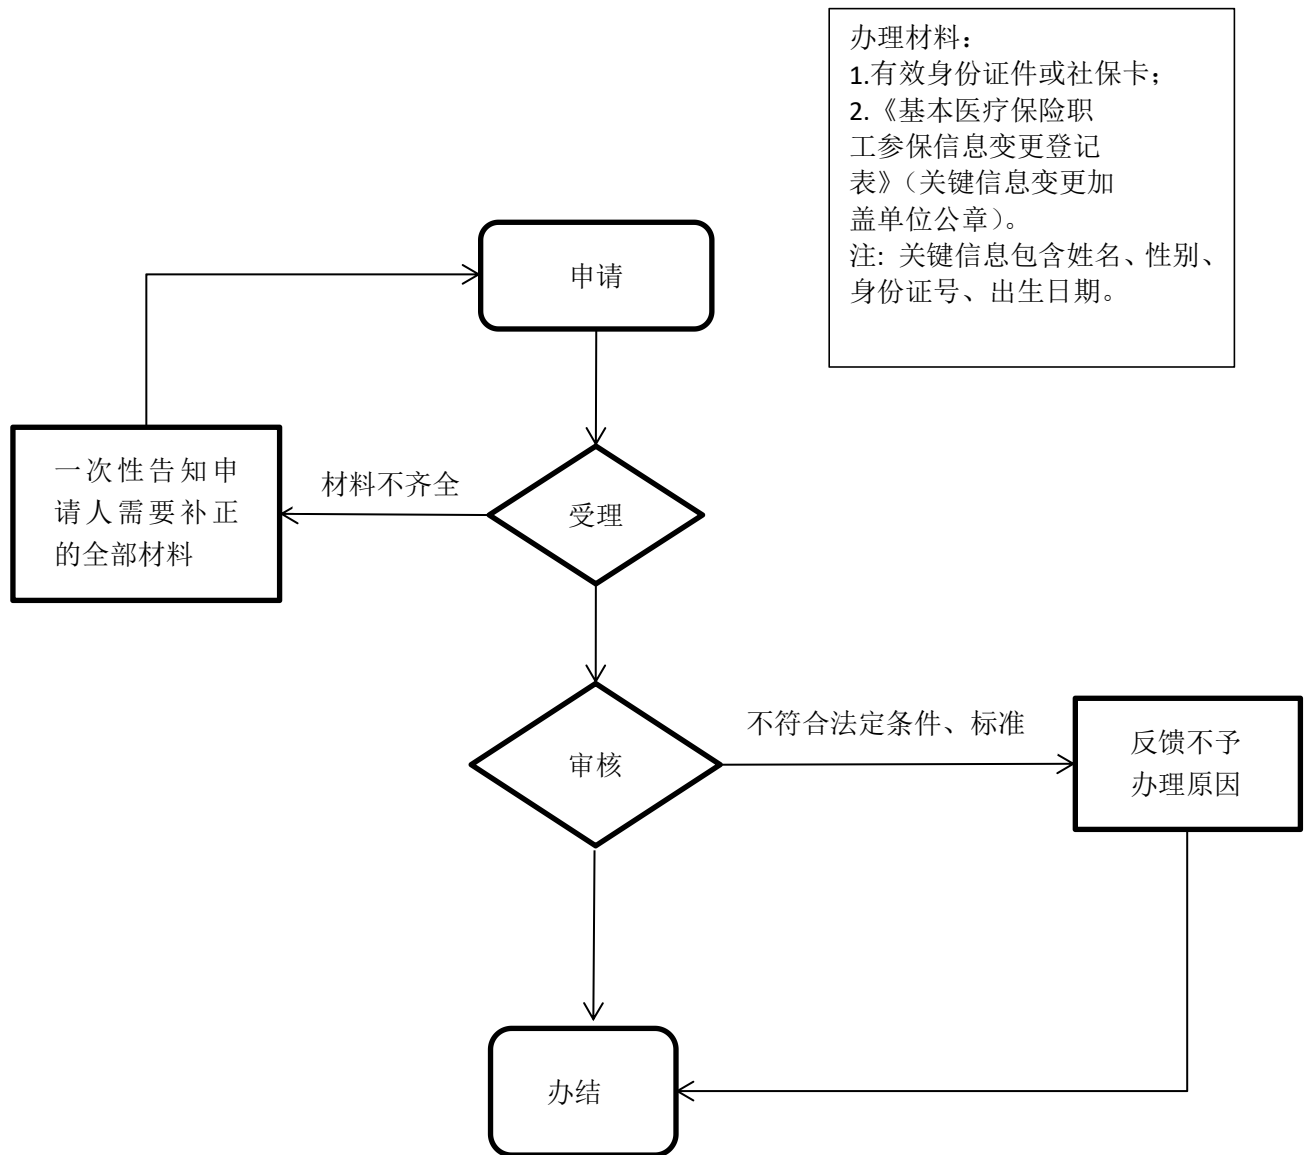 办理材料：
1.有效身份证件或社保卡；
2.《基本医疗保险职
工参保信息变更登记
表》（关键信息变更加
盖单位公章）。
注: 关键信息包含姓名、性别、
身份证号、出生日期。
申请
一次性告知申
请人需要补正
的全部材料
材料不齐全
受理
审核
不符合法定条件、标准
反馈不予
办理原因
办结